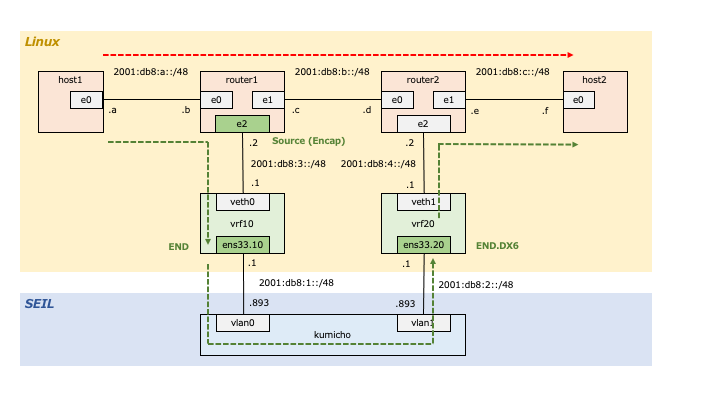 Linux
host1
2001:db8:a::/48
router1
2001:db8:b::/48
router2
2001:db8:c::/48
host2
e0
e0
e1
e0
e1
e0
.a
.b
.c
.d
.e
.f
e2
e2
.2
Source (Encap)
.2
2001:db8:3::/48
2001:db8:4::/48
.1
.1
veth0
veth1
vrf10
vrf20
END
ens33.10
ens33.20
END.DX6
.1
.1
2001:db8:1::/48
2001:db8:2::/48
SEIL
.893
.893
vlan0
vlan1
kumicho